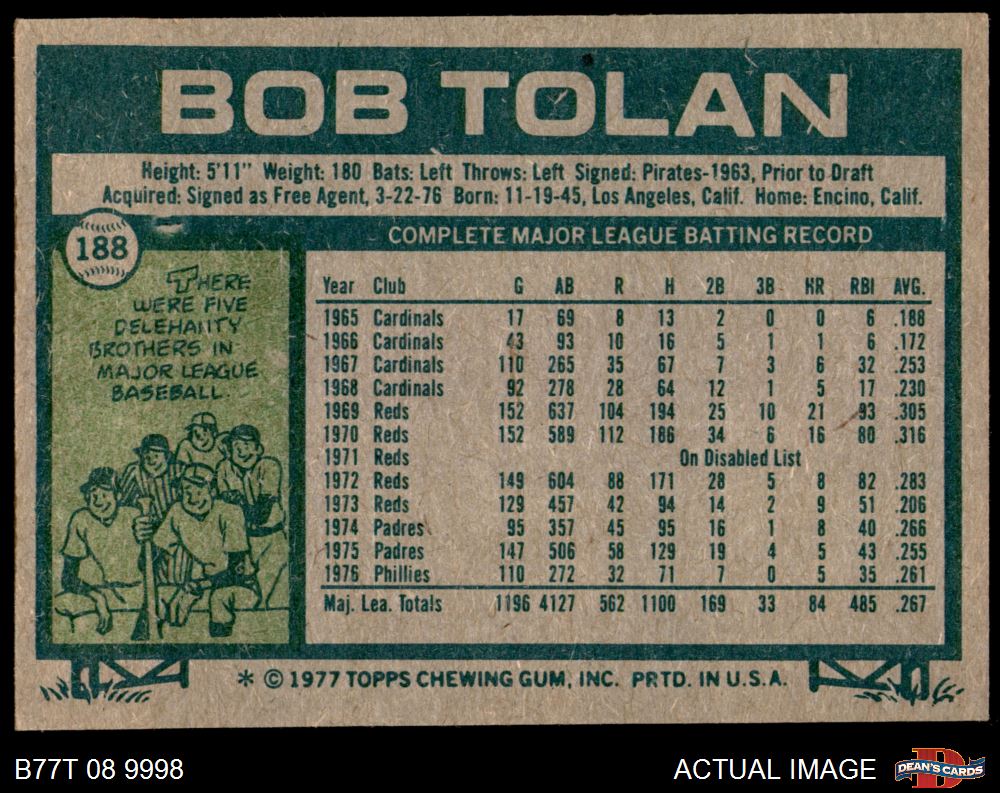 BOB TOLAN
Height: 5'11" Weight: 180 Bats: Left Throws: Left Signed: Pirates-1963, Prior to Draft
Acquired: Signed as Free Agent, 3-22-76 Born: 11-19-45, Los Angeles, Calif. Home: Encino, Calif.
188
THERE
WERE FIVE
DELEHANTY
BROTHERS IN
MAJOR LEAGUE
BASEBALL
COMPLETE MAJOR LEAGUE BATTING RECORD
Year Club G AB R H 2B 3B HR RBI AVG.
1965 Cardinals 17 69 8 13 2 0 0 6 .188
1966 Cardinals 43 93 10 16 5 1 1 6 .172
1967 Cardinals 110 265 35 67 7 3 6 32 .253
1968 Cardinals 92 278 28 64 12 1 5 17 .230
1969 Reds 152 637 104 194 25 10 21 93 .305
1970 Reds 152 589 112 186 34 6 16 80 .316
1971 Reds On Disabled List
1972 Reds 149 604 88 171 28 5 8 82 .283
1973 Reds 129 457 42 94 14 2 9 51 .206
1974 Padres 95 357 45 95 16 1 8 40 .266
1975 Padres 147 506 58 129 19 4 5 43 .255
1976 Phillies 110 272 32 71 7 0 5 35 .261
Maj. Lea. Totals 1196 4127 562 1100 169 33 84 485 .267
* © 1977 TOPPS CHEWING GUM, INC. PRTD. IN U.S.A.
B77T 08 9998
ACTUAL IMAGE
DEAN'S CARDS